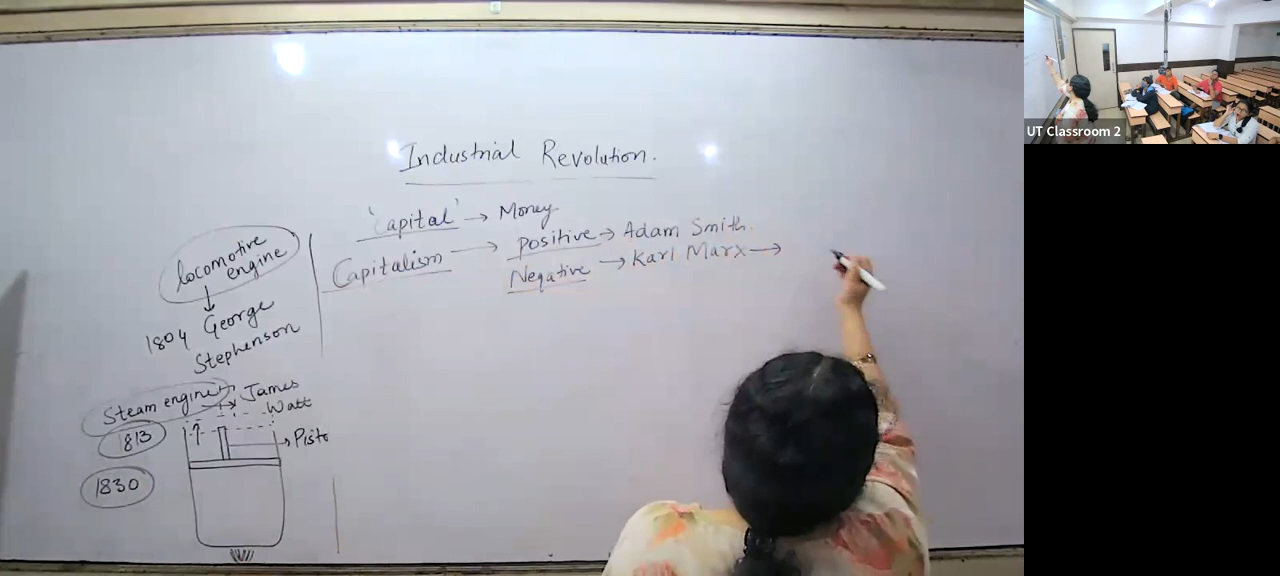 Industrial Revolution.
'Capital' → Money
Capitalism → Positive → Adam Smith.
Negative → Karl Marx →
locomotive
engine
1804 George
Stephenson
Steam engine → James
Watt
1813
→ Pisto
1830
UT Classroom 2